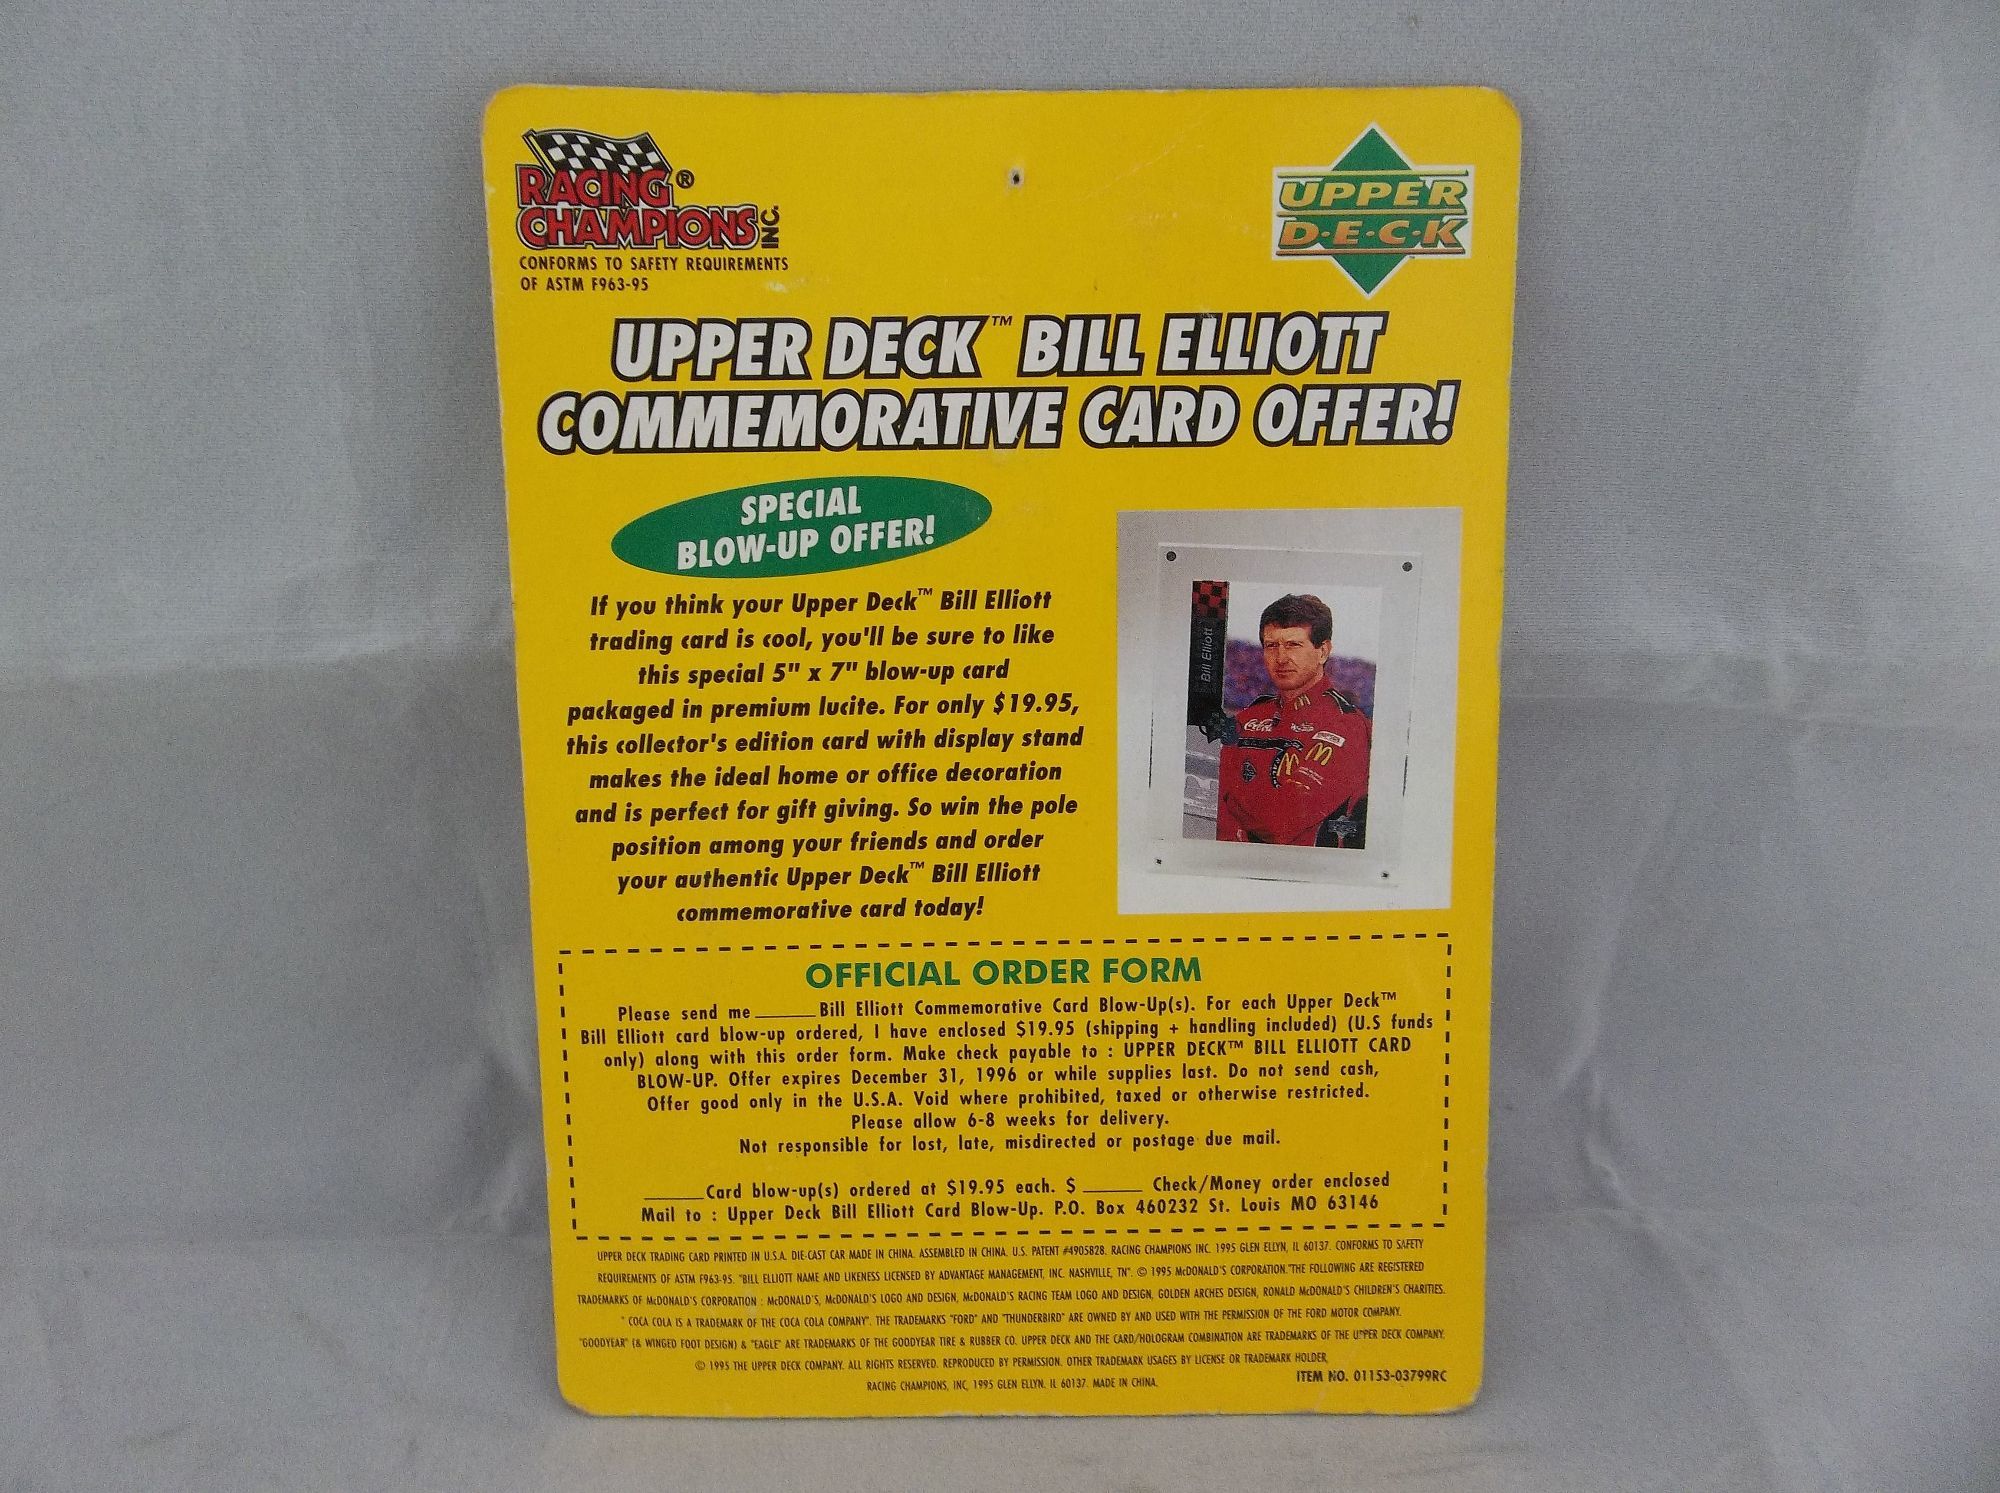 RACING ®
CHAMPIONS INC.
CONFORMS TO SAFETY REQUIREMENTS
OF ASTM F963-95
UPPER
D·E·C·K
UPPER DECK™ BILL ELLIOTT
COMMEMORATIVE CARD OFFER!
SPECIAL
BLOW-UP OFFER!
If you think your Upper Deck™ Bill Elliott
trading card is cool, you'll be sure to like
this special 5" x 7" blow-up card
packaged in premium lucite. For only $19.95,
this collector's edition card with display stand
makes the ideal home or office decoration
and is perfect for gift giving. So win the pole
position among your friends and order
your authentic Upper Deck™ Bill Elliott
commemorative card today!
Bill Elliott
OFFICIAL ORDER FORM
Please send me ______ Bill Elliott Commemorative Card Blow-Up(s). For each Upper Deck™
Bill Elliott card blow-up ordered, I have enclosed $19.95 (shipping + handling included) (U.S funds
only) along with this order form. Make check payable to : UPPER DECK™ BILL ELLIOTT CARD
BLOW-UP. Offer expires December 31, 1996 or while supplies last. Do not send cash,
Offer good only in the U.S.A. Void where prohibited, taxed or otherwise restricted.
Please allow 6-8 weeks for delivery.
Not responsible for lost, late, misdirected or postage due mail.
______ Card blow-up(s) ordered at $19.95 each. $ ______ Check/Money order enclosed
Mail to : Upper Deck Bill Elliott Card Blow-Up. P.O. Box 460232 St. Louis MO 63146
UPPER DECK TRADING CARD PRINTED IN U.S.A. DIE-CAST CAR MADE IN CHINA. ASSEMBLED IN CHINA. U.S. PATENT #4905828. RACING CHAMPIONS INC. 1995 GLEN ELLYN, IL 60137. CONFORMS TO SAFETY
REQUIREMENTS OF ASTM F963-95. "BILL ELLIOTT NAME AND LIKENESS LICENSED BY ADVANTAGE MANAGEMENT, INC. NASHVILLE, TN". © 1995 McDONALD'S CORPORATION."THE FOLLOWING ARE REGISTERED
TRADEMARKS OF McDONALD'S CORPORATION : McDONALD'S, McDONALD'S LOGO AND DESIGN, McDONALD'S RACING TEAM LOGO AND DESIGN, GOLDEN ARCHES DESIGN, RONALD McDONALD'S CHILDREN'S CHARITIES.
" COCA COLA IS A TRADEMARK OF THE COCA COLA COMPANY". THE TRADEMARKS "FORD" AND "THUNDERBIRD" ARE OWNED BY AND USED WITH THE PERMISSION OF THE FORD MOTOR COMPANY.
"GOODYEAR" (& WINGED FOOT DESIGN) & "EAGLE" ARE TRADEMARKS OF THE GOODYEAR TIRE & RUBBER CO. UPPER DECK AND THE CARD/HOLOGRAM COMBINATION ARE TRADEMARKS OF THE UPPER DECK COMPANY.
© 1995 THE UPPER DECK COMPANY. ALL RIGHTS RESERVED. REPRODUCED BY PERMISSION. OTHER TRADEMARK USAGES BY LICENSE OR TRADEMARK HOLDER,
RACING CHAMPIONS, INC, 1995 GLEN ELLYN. IL 60137. MADE IN CHINA.
ITEM NO. 01153-03799RC